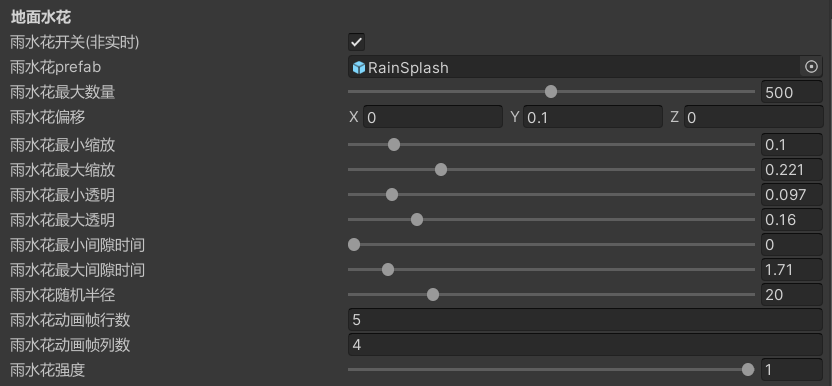 地面水花
雨水花开关(非实时)
雨水花prefab RainSplash
雨水花最大数量 500
雨水花偏移 X 0 Y 0.1 Z 0
雨水花最小缩放 0.1
雨水花最大缩放 0.221
雨水花最小透明 0.097
雨水花最大透明 0.16
雨水花最小间隙时间 0
雨水花最大间隙时间 1.71
雨水花随机半径 20
雨水花动画帧行数 5
雨水花动画帧列数 4
雨水花强度 1